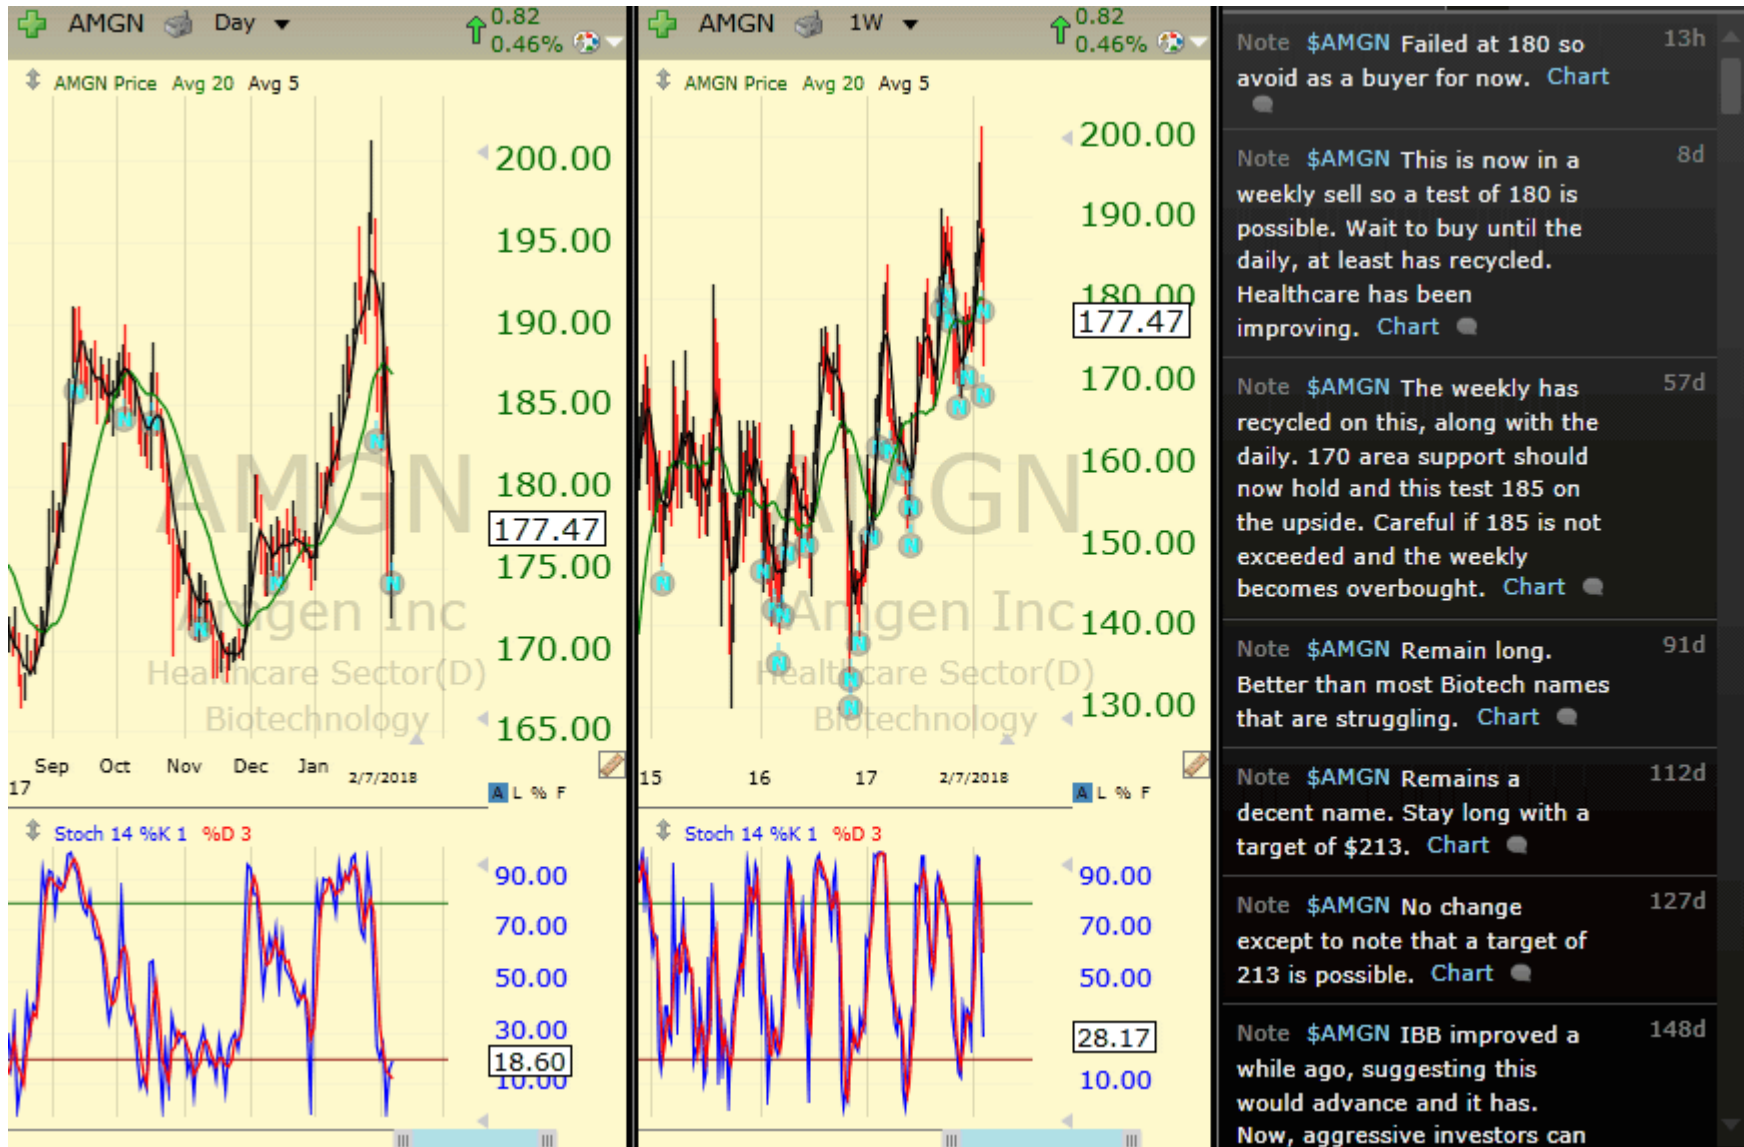 AMGN Day
0.82
0.46%
AMGN Price Avg 20 Avg 5
200.00
195.00
190.00
185.00
180.00
177.47
175.00
170.00
165.00
AMGN
Amgen Inc
Healthcare Sector(D)
Biotechnology
Sep Oct Nov Dec Jan 2/7/2018
17
A L % F
Stoch 14 %K 1 %D 3
90.00
70.00
50.00
30.00
18.60
10.00
AMGN 1W
0.82
0.46%
AMGN Price Avg 20 Avg 5
200.00
190.00
180.00
177.47
170.00
160.00
150.00
140.00
130.00
AMGN
Amgen Inc
Healthcare Sector(D)
Biotechnology
15 16 17 2/7/2018
A L % F
Stoch 14 %K 1 %D 3
90.00
70.00
50.00
28.17
10.00
Note $AMGN Failed at 180 so 13h
avoid as a buyer for now. Chart
Note $AMGN This is now in a 8d
weekly sell so a test of 180 is
possible. Wait to buy until the
daily, at least has recycled.
Healthcare has been
improving. Chart
Note $AMGN The weekly has 57d
recycled on this, along with the
daily. 170 area support should
now hold and this test 185 on
the upside. Careful if 185 is not
exceeded and the weekly
becomes overbought. Chart
Note $AMGN Remain long. 91d
Better than most Biotech names
that are struggling. Chart
Note $AMGN Remains a 112d
decent name. Stay long with a
target of $213. Chart
Note $AMGN No change 127d
except to note that a target of
213 is possible. Chart
Note $AMGN IBB improved a 148d
while ago, suggesting this
would advance and it has.
Now, aggressive investors can